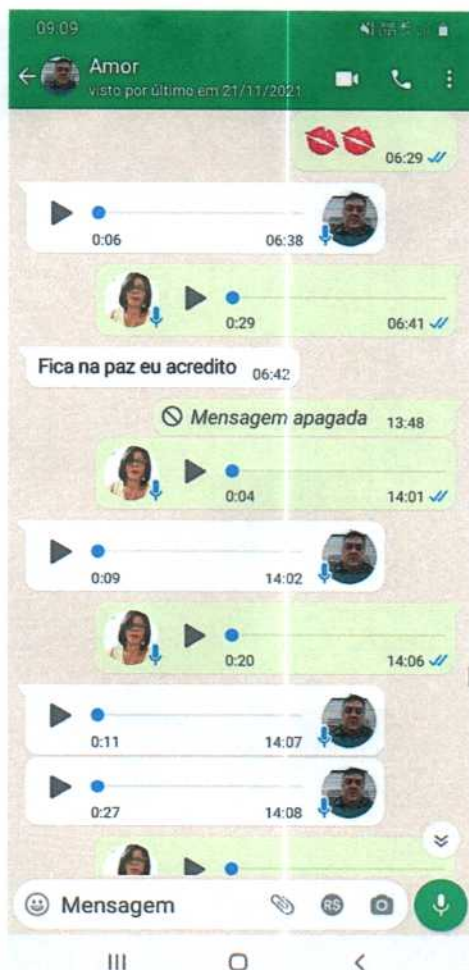 09:09
Amor
visto por último em 21/11/2021
06:29
0:06 06:38
0:29 06:41
Fica na paz eu acredito 06:42
Mensagem apagada 13:48
0:04 14:01
0:09 14:02
0:20 14:06
0:11 14:07
0:27 14:08
Mensagem
R$